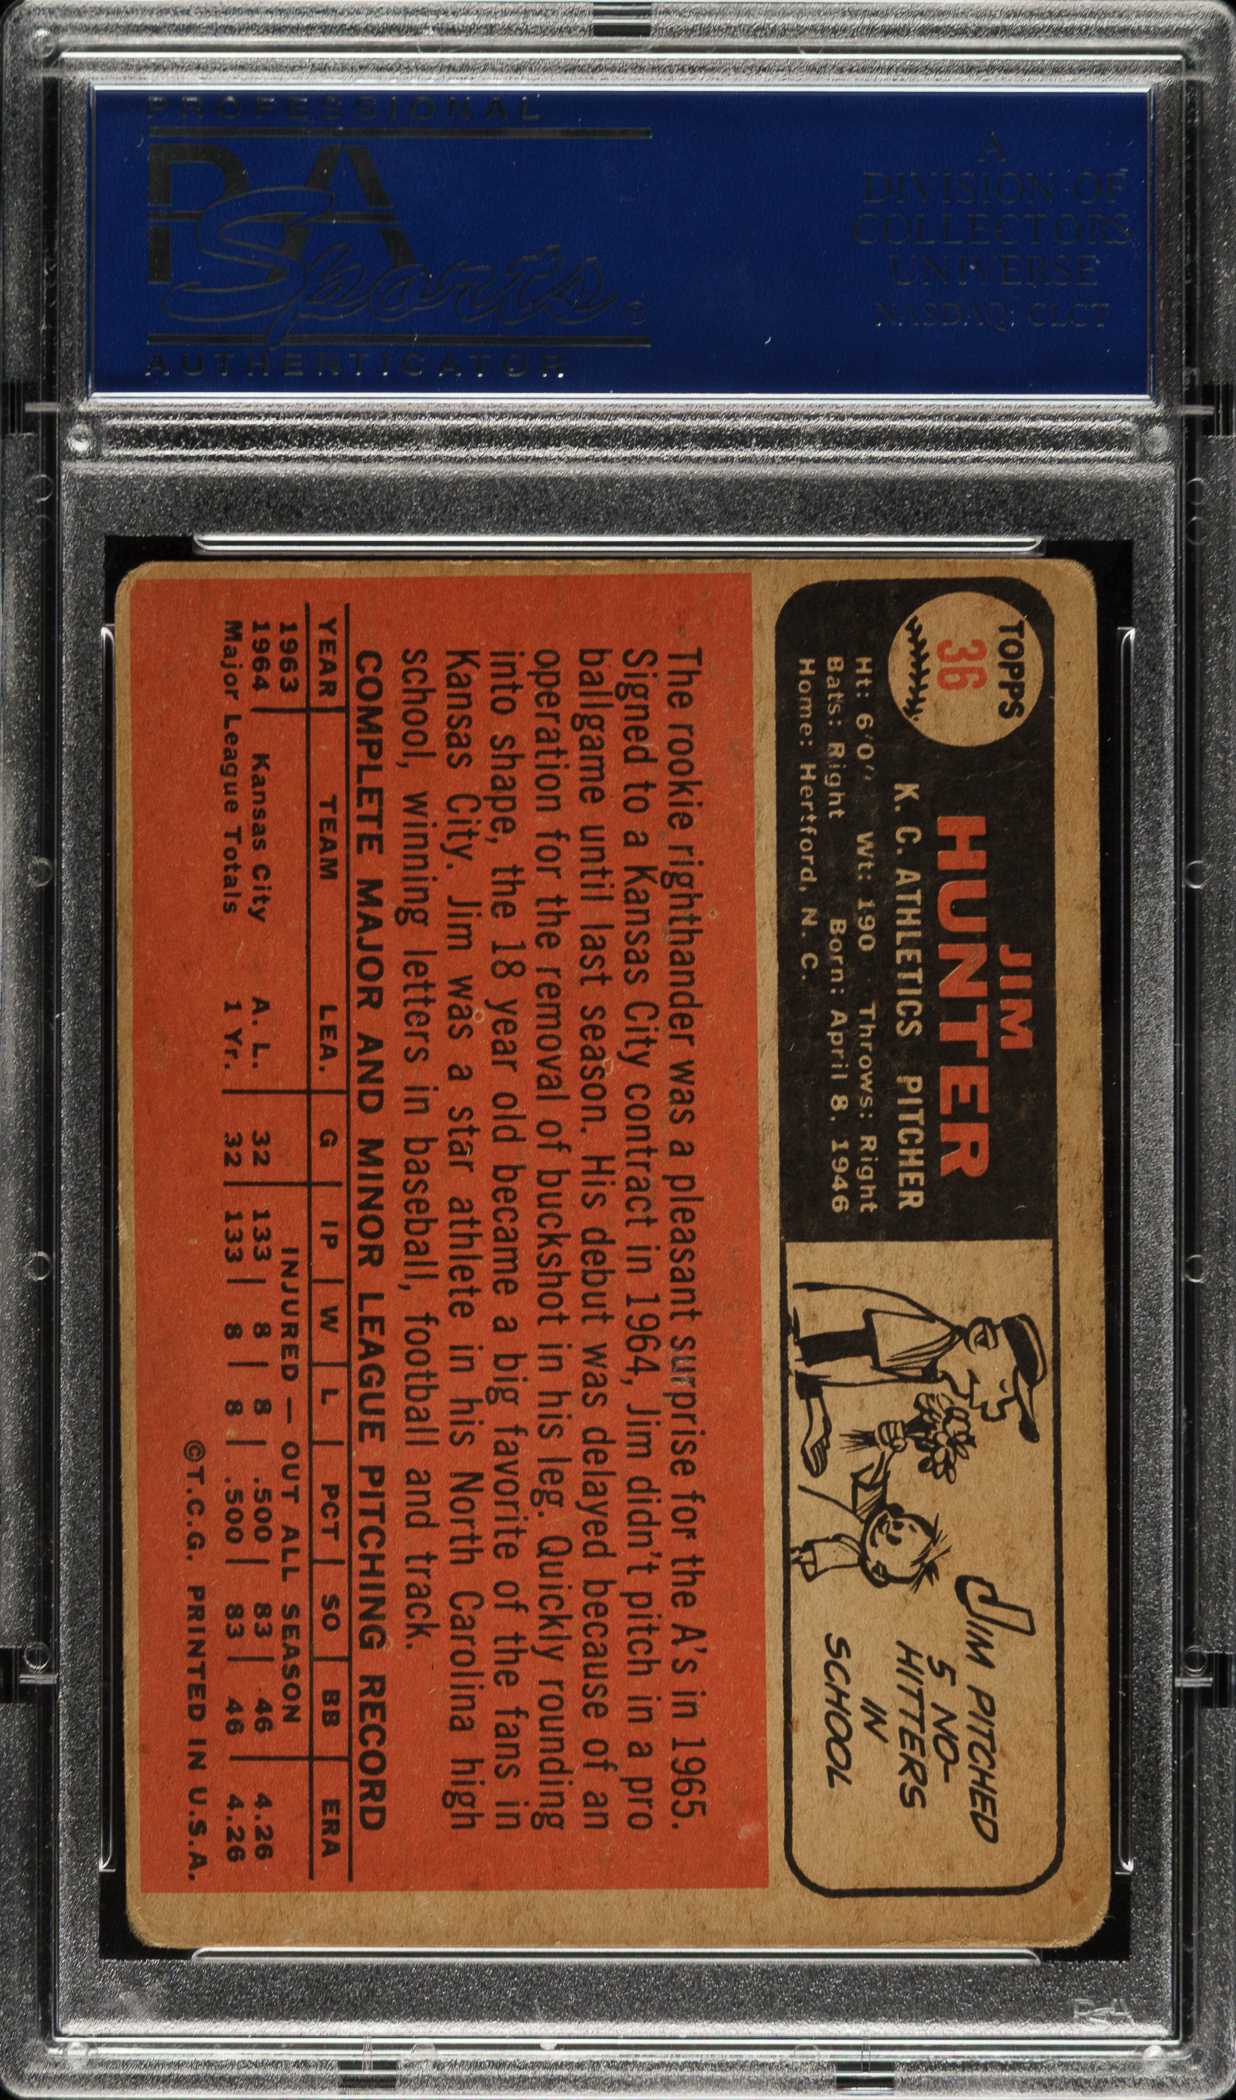 PROFESSIONAL
PSA
Sports®
AUTHENTICATOR
A
DIVISION OF
COLLECTORS
UNIVERSE
NASDAQ: CLCT
TOPPS
36
JIM
HUNTER
K. C. ATHLETICS PITCHER
Ht: 6'0" Wt: 190 Throws: Right
Bats: Right Born: April 8, 1946
Home: Hertford, N. C.
JIM PITCHED
5 NO-
HITTERS
IN
SCHOOL
The rookie righthander was a pleasant surprise for the A's in 1965.
Signed to a Kansas City contract in 1964, Jim didn't pitch in a pro
ballgame until last season. His debut was delayed because of an
operation for the removal of buckshot in his leg. Quickly rounding
into shape, the 18 year old became a big favorite of the fans in
Kansas City. Jim was a star athlete in his North Carolina high
school, winning letters in baseball, football and track.
COMPLETE MAJOR AND MINOR LEAGUE PITCHING RECORD
YEAR TEAM LEA. G IP W L PCT SO BB ERA
1963 INJURED — OUT ALL SEASON
1964 Kansas City A. L. 32 133 8 8 .500 83 46 4.26
Major League Totals 1 Yr. 32 133 8 8 .500 83 46 4.26
©T.C.G. PRINTED IN U.S.A.
PSA